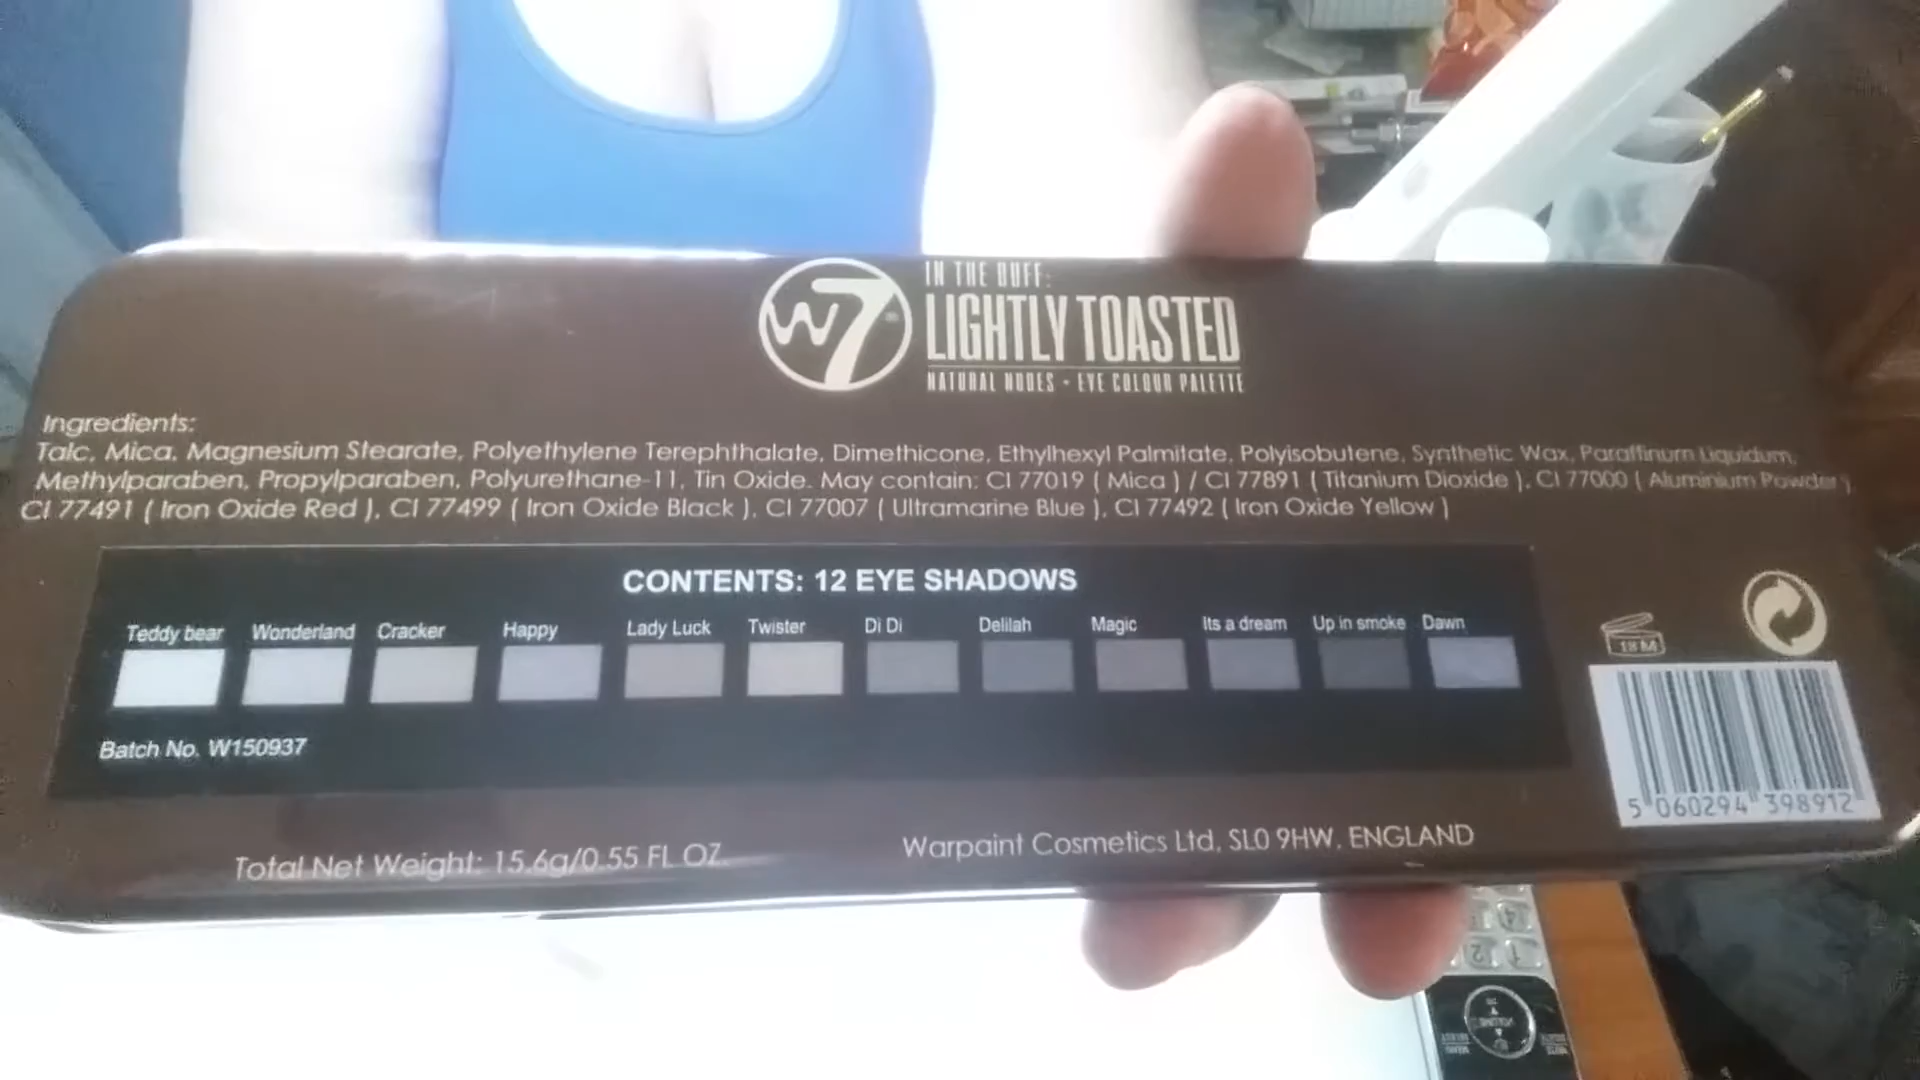 W7
IN THE BUFF:
LIGHTLY TOASTED
NATURAL NUDES - EYE COLOUR PALETTE
Ingredients:
Talc, Mica, Magnesium Stearate, Polyethylene Terephthalate, Dimethicone, Ethylhexyl Palmitate, Polyisobutene, Synthetic Wax, Paraffinum Liquidum,
Methylparaben, Propylparaben, Polyurethane-11, Tin Oxide. May contain: CI 77019 ( Mica ) / CI 77891 ( Titanium Dioxide ), CI 77000 ( Aluminium Powder ),
CI 77491 ( Iron Oxide Red ), CI 77499 ( Iron Oxide Black ), CI 77007 ( Ultramarine Blue ), CI 77492 ( Iron Oxide Yellow )
CONTENTS: 12 EYE SHADOWS
Teddy bear Wonderland Cracker Happy Lady Luck Twister Di Di Delilah Magic Its a dream Up in smoke Dawn
18 M
Batch No. W150937
5 060294 398912
Total Net Weight: 15.6g/0.55 FL OZ.
Warpaint Cosmetics Ltd, SL0 9HW. ENGLAND